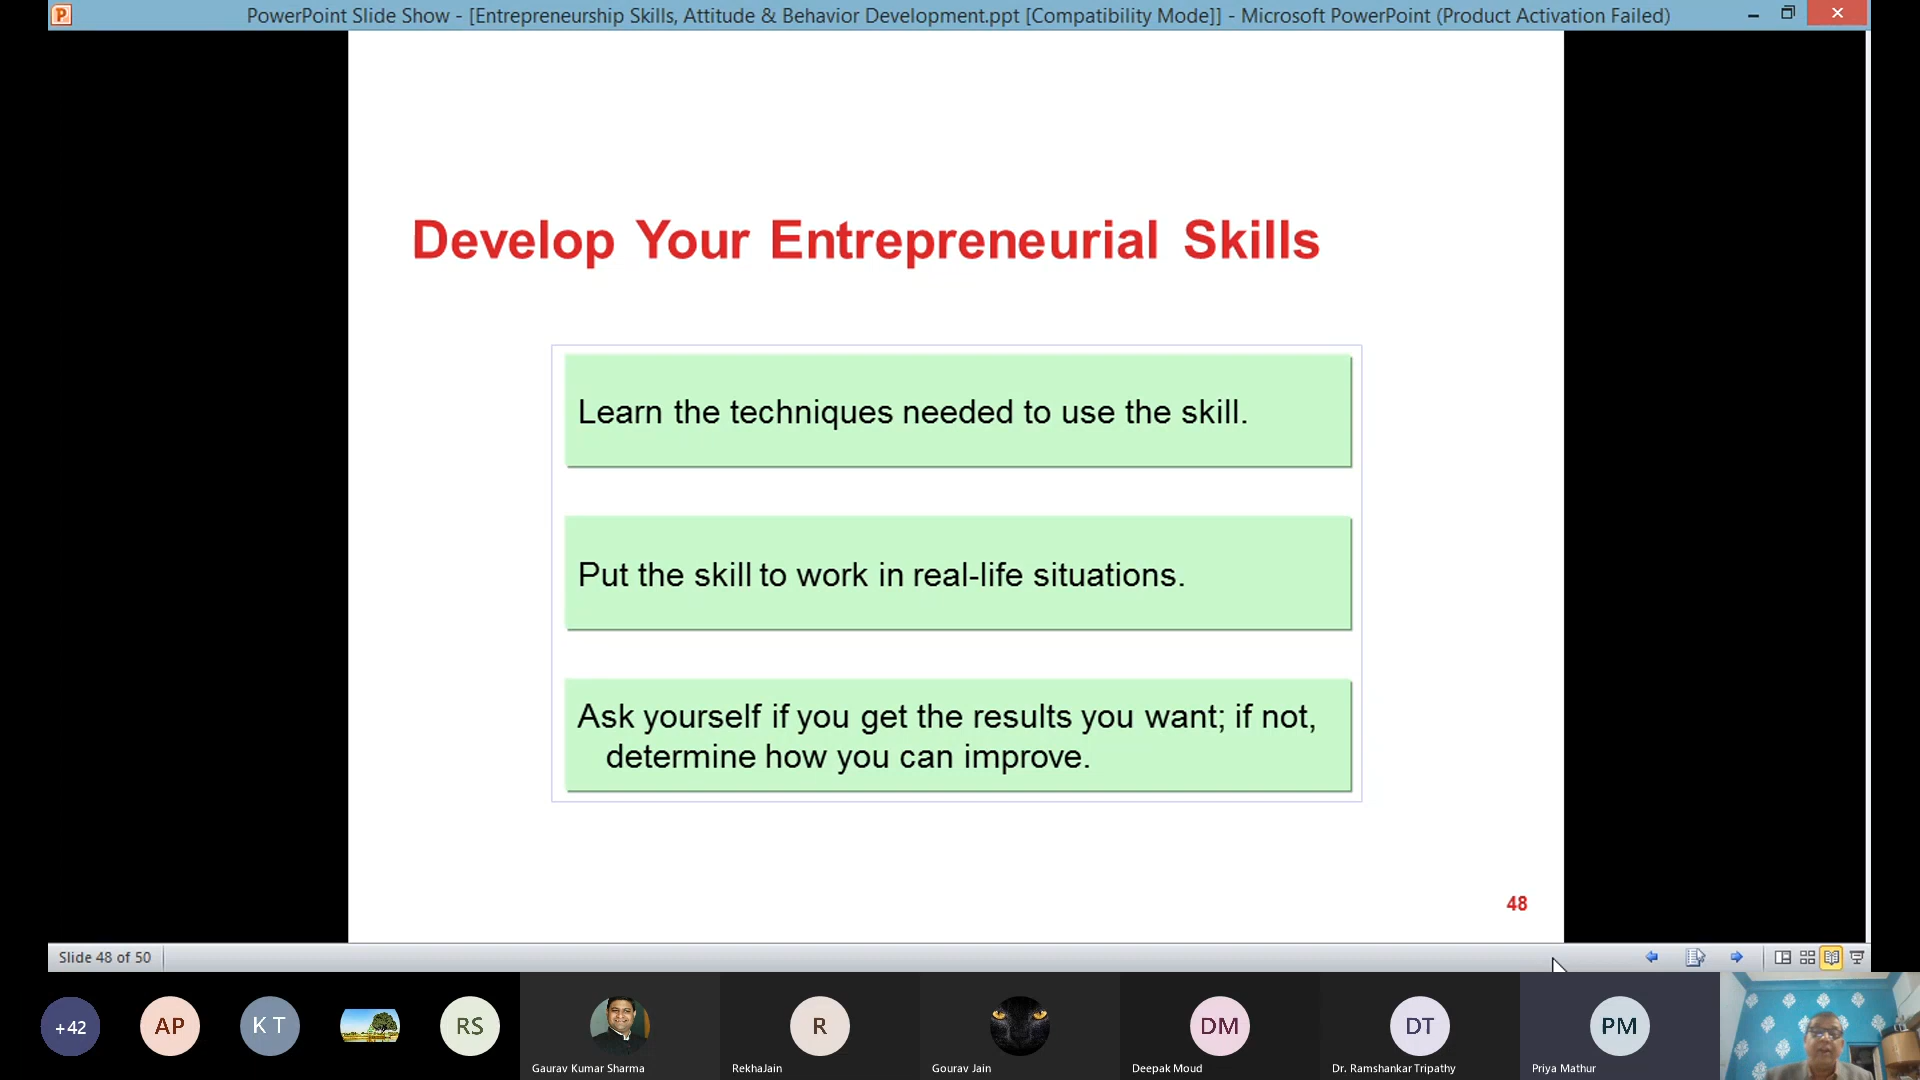 PowerPoint Slide Show - [Entrepreneurship Skills, Attitude & Behavior Development.ppt [Compatibility Mode]] - Microsoft PowerPoint (Product Activation Failed)
Develop Your Entrepreneurial Skills
Learn the techniques needed to use the skill.
Put the skill to work in real-life situations.
Ask yourself if you get the results you want; if not,
determine how you can improve.
48
Slide 48 of 50
+42
AP
K T
RS
R
DM
DT
PM
Gaurav Kumar Sharma
RekhaJain
Gourav Jain
Deepak Moud
Dr. Ramshankar Tripathy
Priya Mathur